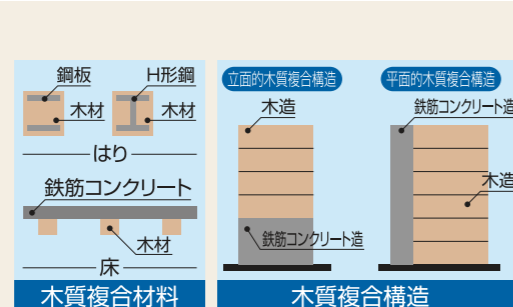 鋼板
H形鋼
木材
木材
はり
鉄筋コンクリート
木材
床
木質複合材料
立面的木質複合構造
木造
鉄筋コンクリート造
平面的木質複合構造
鉄筋コンクリート造
木造
木質複合構造